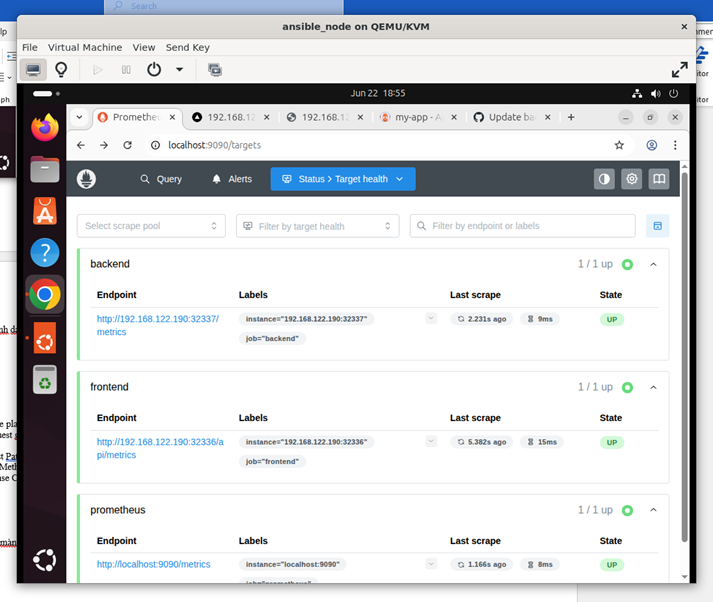 Search
ansible_node on QEMU/KVM
File Virtual Machine View Send Key
Jun 22 18:55
Prometheu 192.168.12 192.168.12 my-app - A Update ba
localhost:9090/targets
Query Alerts Status > Target health
Select scrape pool Filter by target health Filter by endpoint or labels
backend 1 / 1 up
Endpoint Labels Last scrape State
http://192.168.122.190:32337/ instance="192.168.122.190:32337" 2.231s ago 9ms UP
metrics job="backend"
frontend 1 / 1 up
Endpoint Labels Last scrape State
http://192.168.122.190:32336/a instance="192.168.122.190:32336" 5.382s ago 15ms UP
pi/metrics job="frontend"
prometheus 1 / 1 up
Endpoint Labels Last scrape State
http://localhost:9090/metrics instance="localhost:9090" 1.166s ago 8ms UP
job="prometheus"